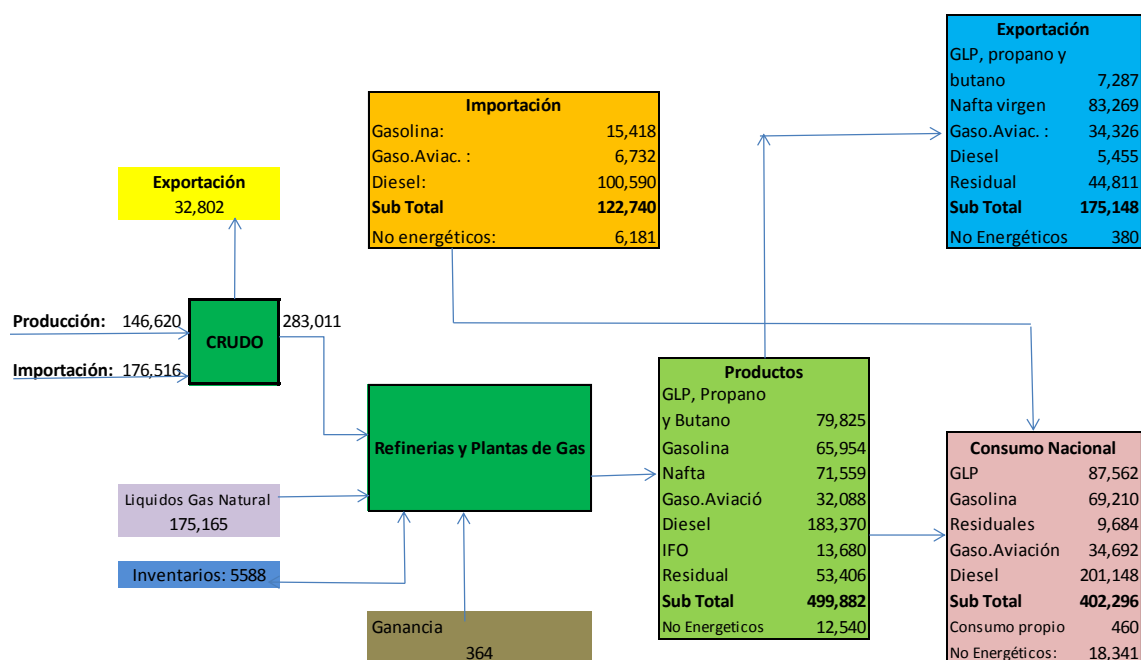 Exportación
GLP, propano y
butano 7,287
Nafta virgen 83,269
Gaso.Aviac. : 34,326
Diesel 5,455
Residual 44,811
Sub Total 175,148
No Energéticos 380
Importación
Gasolina: 15,418
Gaso.Aviac. : 6,732
Diesel: 100,590
Sub Total 122,740
No energéticos: 6,181
Exportación
32,802
Producción: 146,620
Importación: 176,516
CRUDO
283,011
Refinerias y Plantas de Gas
Liquidos Gas Natural
175,165
Inventarios: 5588
Ganancia
364
Productos
GLP, Propano
y Butano 79,825
Gasolina 65,954
Nafta 71,559
Gaso.Aviació 32,088
Diesel 183,370
IFO 13,680
Residual 53,406
Sub Total 499,882
No Energeticos 12,540
Consumo Nacional
GLP 87,562
Gasolina 69,210
Residuales 9,684
Gaso.Aviación 34,692
Diesel 201,148
Sub Total 402,296
Consumo propio 460
No Energéticos: 18,341